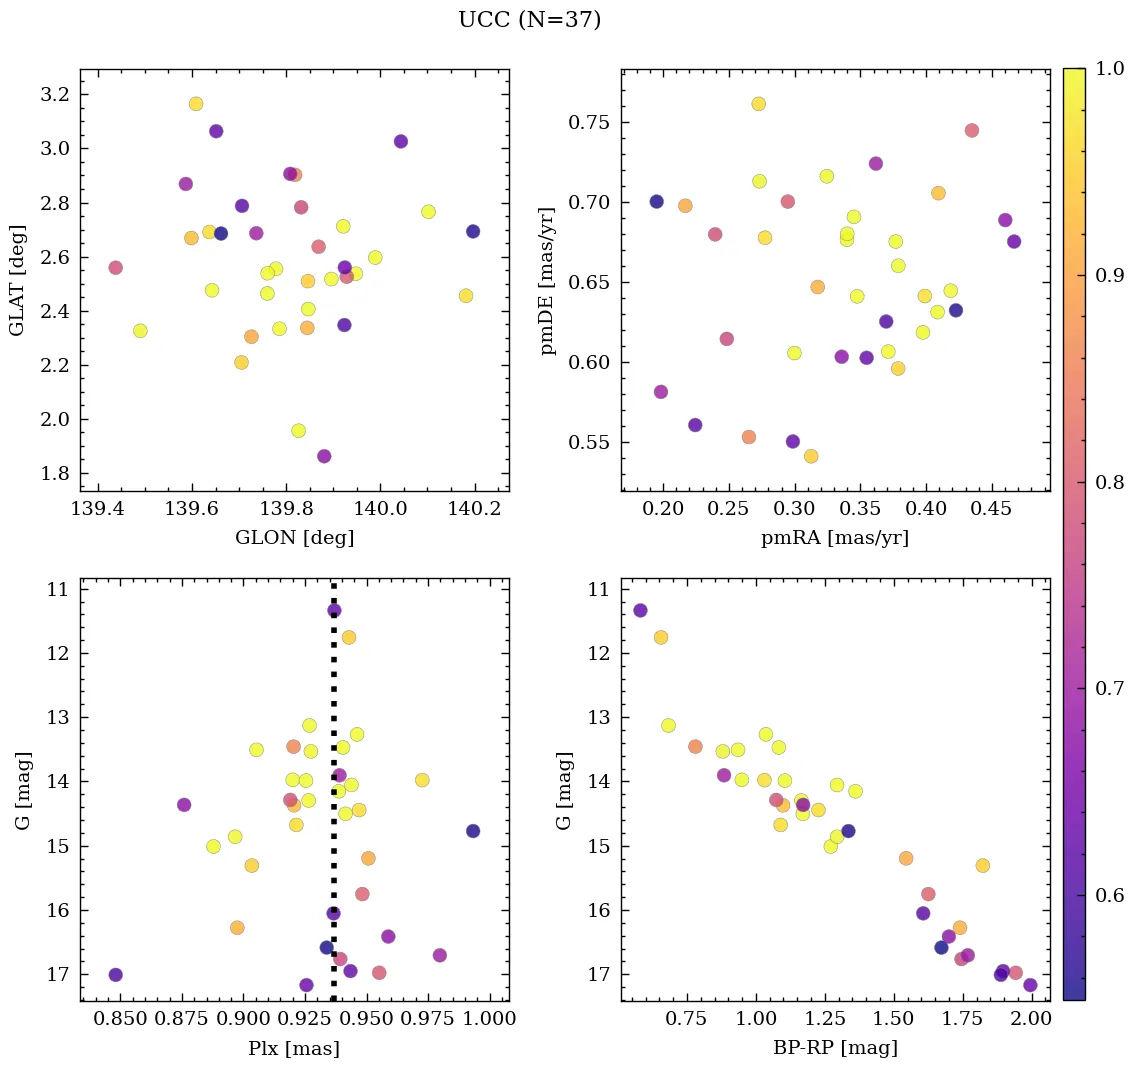 UCC (N=37)
3.2
3.0
2.8
2.6
2.4
2.2
2.0
1.8
GLAT [deg]
139.4 139.6 139.8 140.0 140.2
GLON [deg]
0.75
0.70
0.65
0.60
0.55
pmDE [mas/yr]
0.20 0.25 0.30 0.35 0.40 0.45
pmRA [mas/yr]
11
12
13
14
15
16
17
G [mag]
0.850 0.875 0.900 0.925 0.950 0.975 1.000
Plx [mas]
11
12
13
14
15
16
17
G [mag]
0.75 1.00 1.25 1.50 1.75 2.00
BP-RP [mag]
1.0
0.9
0.8
0.7
0.6